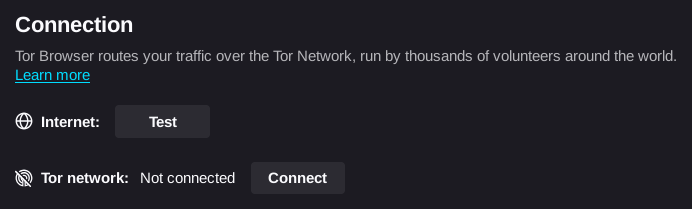 Connection
Tor Browser routes your traffic over the Tor Network, run by thousands of volunteers around the world.
Learn more
Internet: Test
Tor network: Not connected Connect